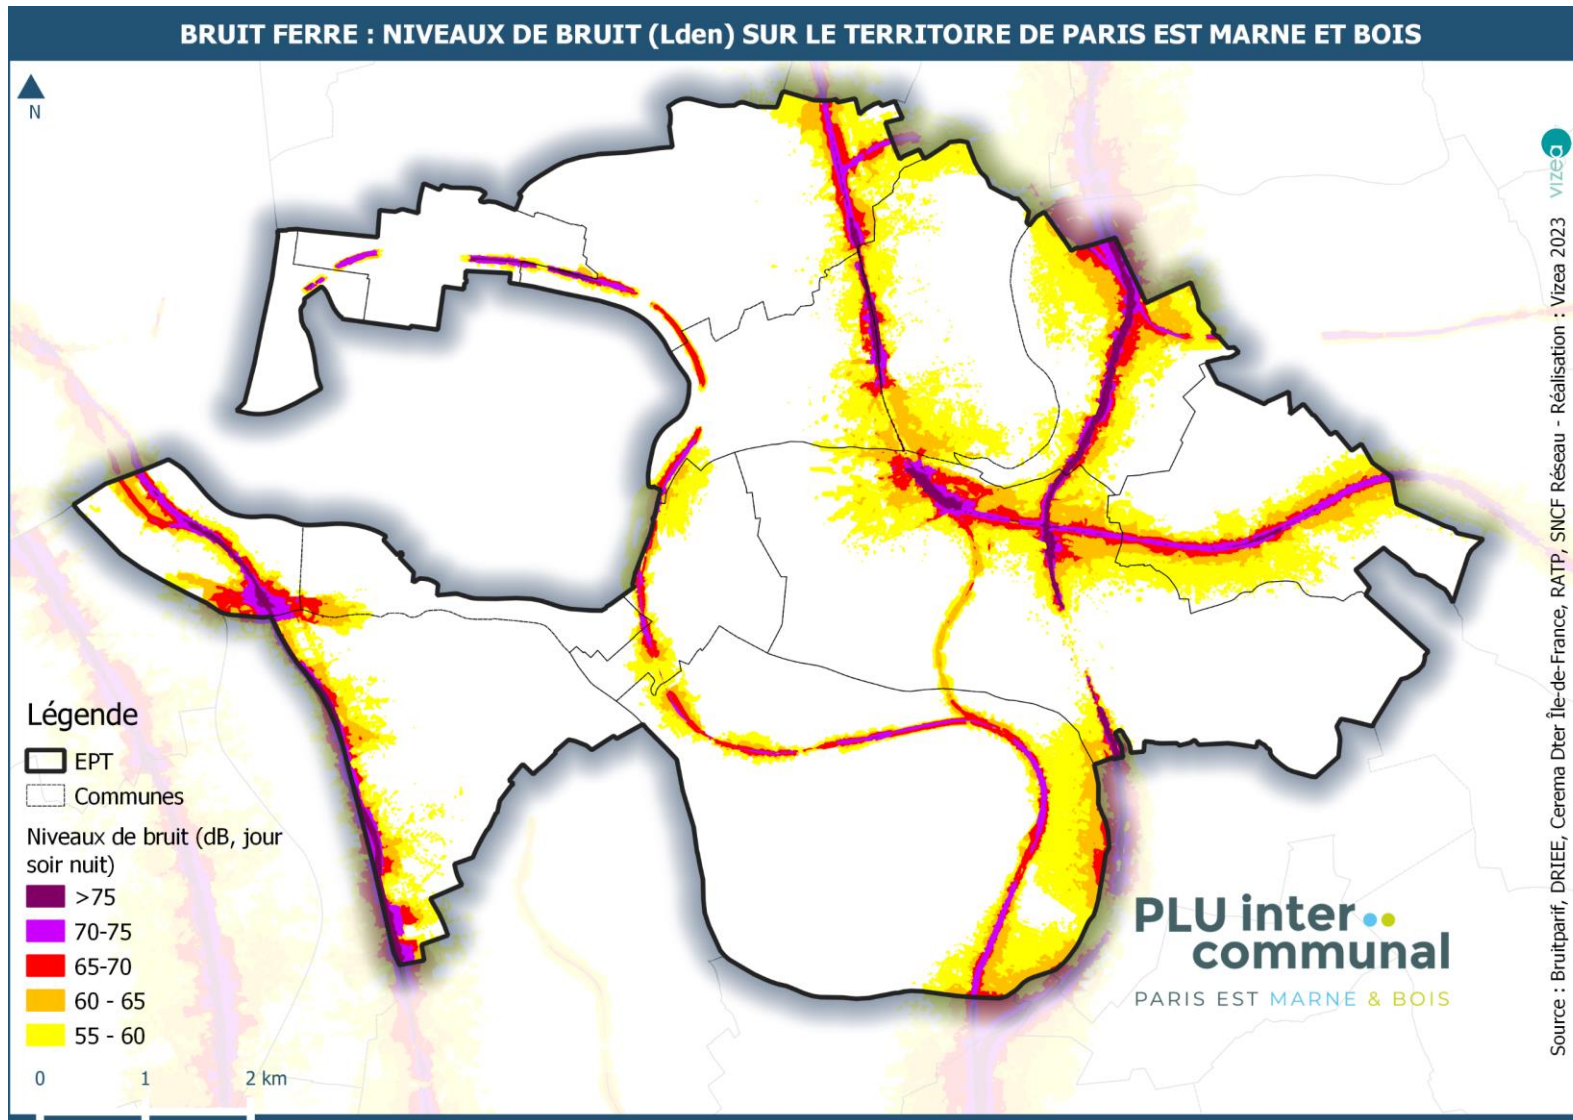 BRUIT FERRE : NIVEAUX DE BRUIT (Lden) SUR LE TERRITOIRE DE PARIS EST MARNE ET BOIS
N
Légende
EPT
Communes
Niveaux de bruit (dB, jour
soir nuit)
>75
70-75
65-70
60 - 65
55 - 60
0 1 2 km
PLU inter
communal
PARIS EST MARNE & BOIS
Source : Bruitparif, DRIEE, Cerema Dter Île-de-France, RATP, SNCF Réseau - Réalisation : Vizea 2023
vizea